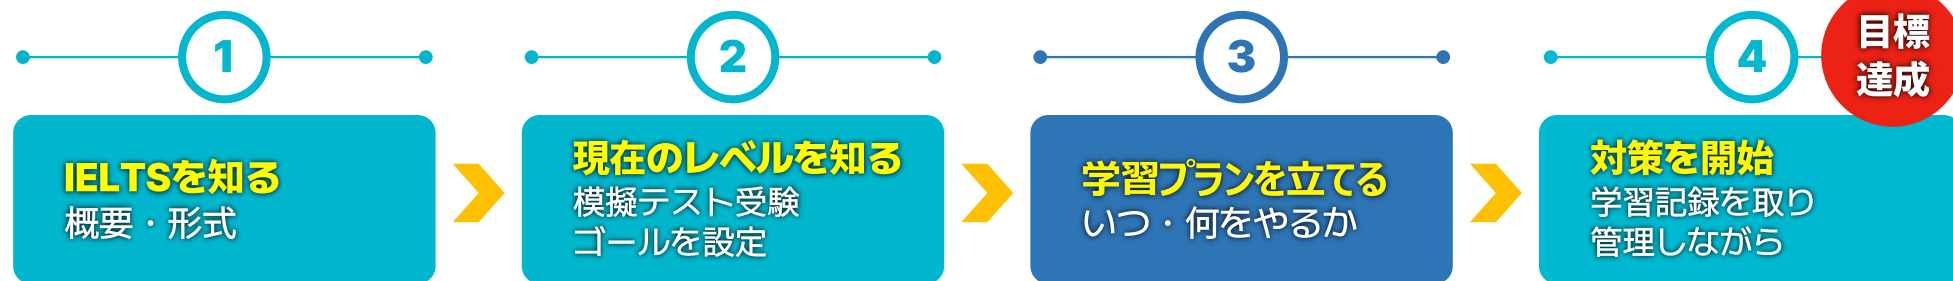 1
IELTSを知る
概要・形式
2
現在のレベルを知る
模擬テスト受験
ゴールを設定
3
学習プランを立てる
いつ・何をやるか
4
目標
達成
対策を開始
学習記録を取り
管理しながら